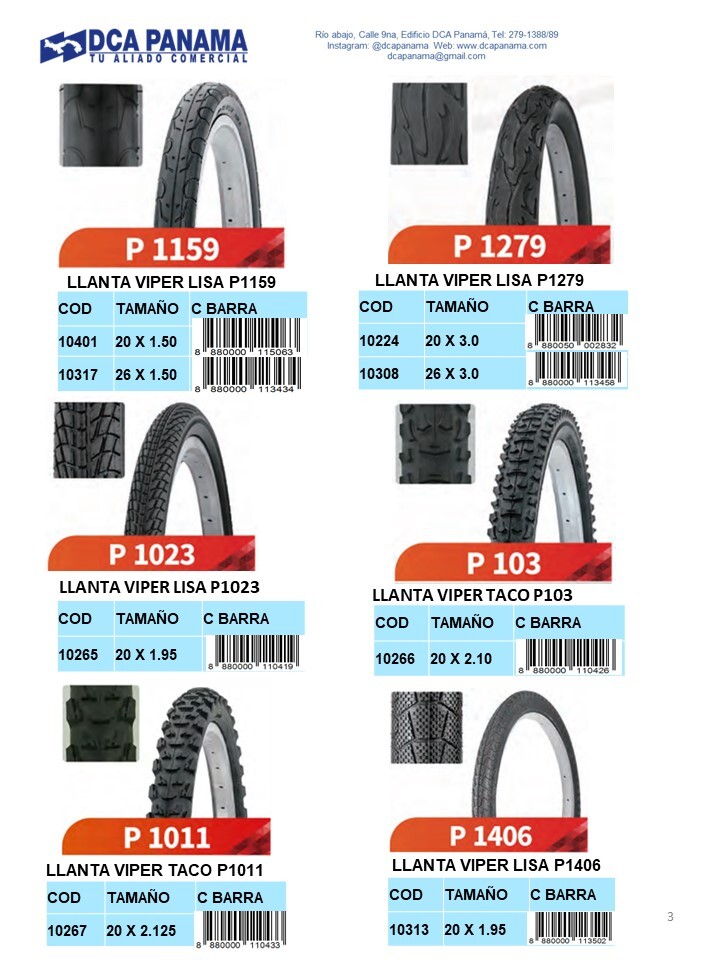 DCA PANAMA
TU ALIADO COMERCIAL
Río abajo, Calle 9na, Edificio DCA Panamá, Tel: 279-1388/89
Instagram: @dcapanama Web: www.dcapanama.com
dcapanama@gmail.com
P 1159
LLANTA VIPER LISA P1159
COD TAMAÑO C BARRA
10401 20 X 1.50
8 880000 115063
10317 26 X 1.50
8 880000 113434
P 1279
LLANTA VIPER LISA P1279
COD TAMAÑO C BARRA
10224 20 X 3.0
8 880050 002832
10308 26 X 3.0
8 880000 113458
P 1023
LLANTA VIPER LISA P1023
COD TAMAÑO C BARRA
10265 20 X 1.95
8 880000 110419
P 103
LLANTA VIPER TACO P103
COD TAMAÑO C BARRA
10266 20 X 2.10
8 880000 110426
P 1011
LLANTA VIPER TACO P1011
COD TAMAÑO C BARRA
10267 20 X 2.125
8 880000 110433
P 1406
LLANTA VIPER LISA P1406
COD TAMAÑO C BARRA
10313 20 X 1.95
8 880000 113502
3